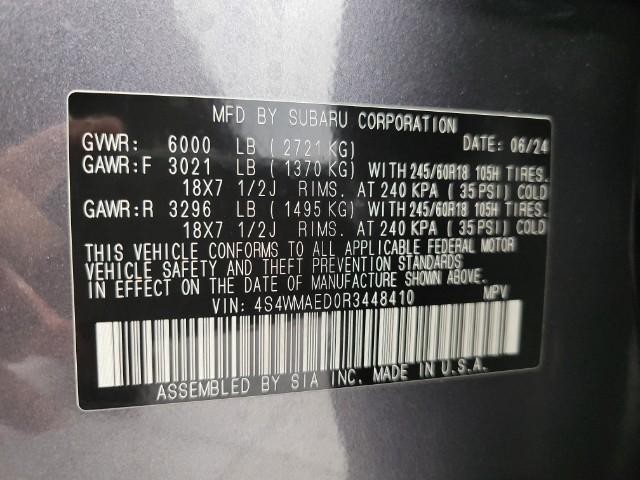 MFD BY SUBARU CORPORATION
GVWR: 6000 LB ( 2721 KG) DATE: 06/24
GAWR:F 3021 LB ( 1370 KG) WITH 245/60R18 105H TIRES.
18X7 1/2J RIMS. AT 240 KPA ( 35 PSI) COLD
GAWR:R 3296 LB ( 1495 KG) WITH 245/60R18 105H TIRES.
18X7 1/2J RIMS. AT 240 KPA ( 35 PSI) COLD
THIS VEHICLE CONFORMS TO ALL APPLICABLE FEDERAL MOTOR
VEHICLE SAFETY AND THEFT PREVENTION STANDARDS
IN EFFECT ON THE DATE OF MANUFACTURE SHOWN ABOVE.
VIN: 4S4WMAED0R3448410 MPV
ASSEMBLED BY SIA INC. MADE IN U.S.A.